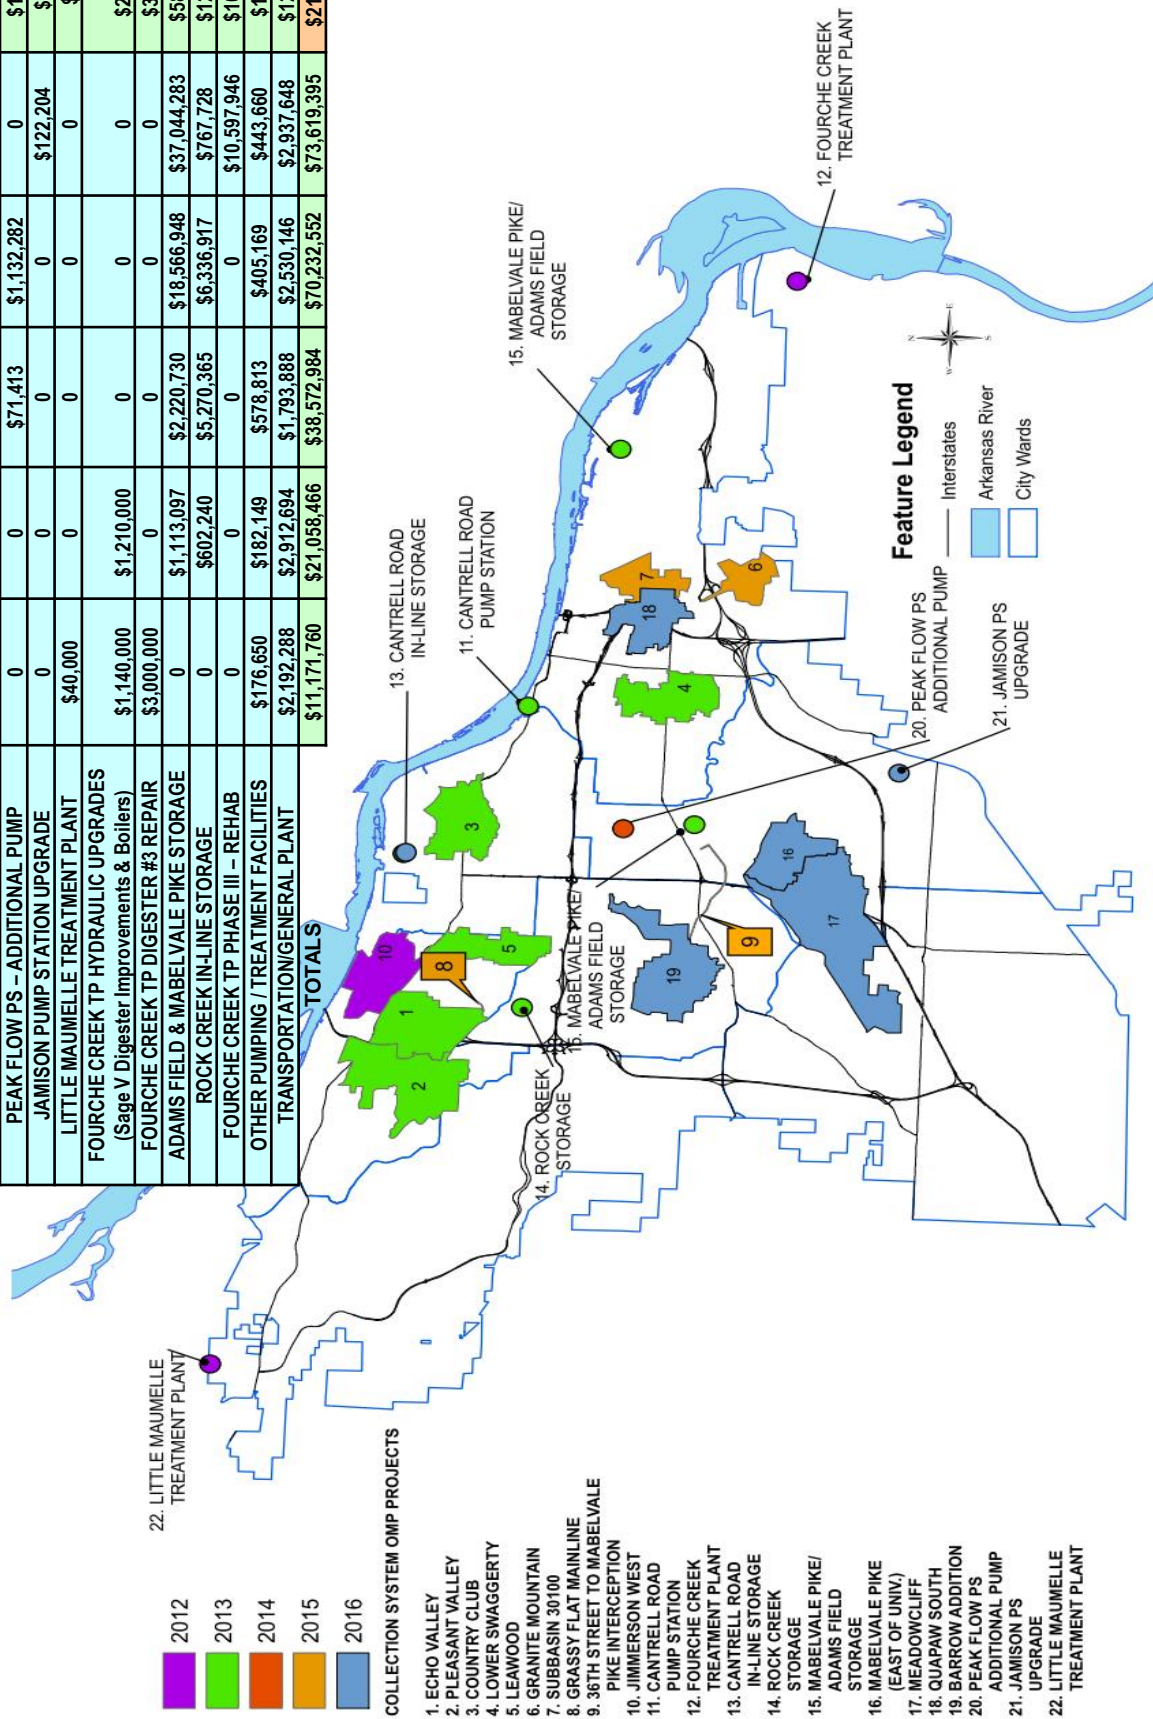 PEAK FLOW PS – ADDITIONAL PUMP 0 0 $71,413 $1,132,282 0
JAMISON PUMP STATION UPGRADE 0 0 0 0 $122,204
LITTLE MAUMELLE TREATMENT PLANT $40,000 0 0 0 0
FOURCHE CREEK TP HYDRAULIC UPGRADES
(Sage V Digester Improvements & Boilers) $1,140,000 $1,210,000 0 0 0
FOURCHE CREEK TP DIGESTER #3 REPAIR $3,000,000 0 0 0 0
ADAMS FIELD & MABELVALE PIKE STORAGE 0 $1,113,097 $2,220,730 $18,566,948 $37,044,283
ROCK CREEK IN-LINE STORAGE 0 $602,240 $5,270,365 $6,336,917 $767,728
FOURCHE CREEK TP PHASE III – REHAB 0 0 0 0 $10,597,946
OTHER PUMPING / TREATMENT FACILITIES $176,650 $182,149 $578,813 $405,169 $443,660
TRANSPORTATION/GENERAL PLANT $2,192,288 $2,912,694 $1,793,888 $2,530,146 $2,937,648
TOTALS $11,171,760 $21,058,466 $38,572,984 $70,232,552 $73,619,395
22. LITTLE MAUMELLE
TREATMENT PLANT
13. CANTRELL ROAD
IN-LINE STORAGE
11. CANTRELL ROAD
PUMP STATION
15. MABELVALE PIKE/
ADAMS FIELD
STORAGE
12. FOURCHE CREEK
TREATMENT PLANT
14. ROCK CREEK
STORAGE
15. MABELVALE PIKE/
ADAMS FIELD
STORAGE
20. PEAK FLOW PS
ADDITIONAL PUMP
21. JAMISON PS
UPGRADE
10
8
1
2
5
3
4
7
18
6
19
9
16
17
N
W
E
S
Feature Legend
Interstates
Arkansas River
City Wards
2012
2013
2014
2015
2016
COLLECTION SYSTEM OMP PROJECTS
1. ECHO VALLEY
2. PLEASANT VALLEY
3. COUNTRY CLUB
4. LOWER SWAGGERTY
5. LEAWOOD
6. GRANITE MOUNTAIN
7. SUBBASIN 30100
8. GRASSY FLAT MAINLINE
9. 36TH STREET TO MABELVALE
PIKE INTERCEPTION
10. JIMMERSON WEST
11. CANTRELL ROAD
PUMP STATION
12. FOURCHE CREEK
TREATMENT PLANT
13. CANTRELL ROAD
IN-LINE STORAGE
14. ROCK CREEK
STORAGE
15. MABELVALE PIKE/
ADAMS FIELD
STORAGE
16. MABELVALE PIKE
(EAST OF UNIV.)
17. MEADOWCLIFF
18. QUAPAW SOUTH
19. BARROW ADDITION
20. PEAK FLOW PS
ADDITIONAL PUMP
21. JAMISON PS
UPGRADE
22. LITTLE MAUMELLE
TREATMENT PLANT